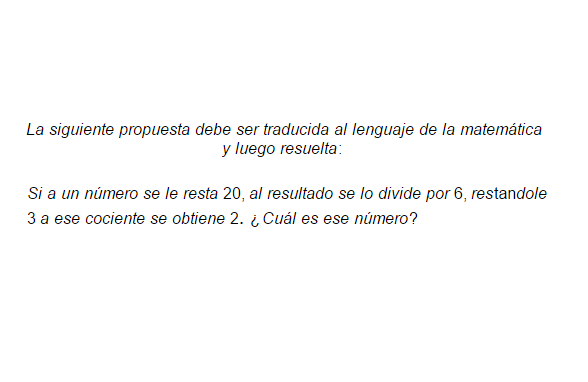 La siguiente propuesta debe ser traducida al lenguaje de la matemática
y luego resuelta:
Si a un número se le resta 20, al resultado se lo divide por 6, restandole
3 a ese cociente se obtiene 2. ¿ Cuál es ese número?